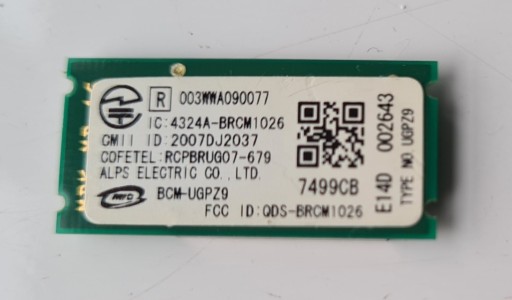 R 003WWA090077
IC:4324A-BRCM1026
CMII ID:2007DJ2037
COFETEL:RCPBRUG07-679
ALPS ELECTRIC CO.,LTD.
BCM-UGPZ9
FCC ID:QDS-BRCM1026
7499CB
E14D 002643
TYPE NO.UGPZ9